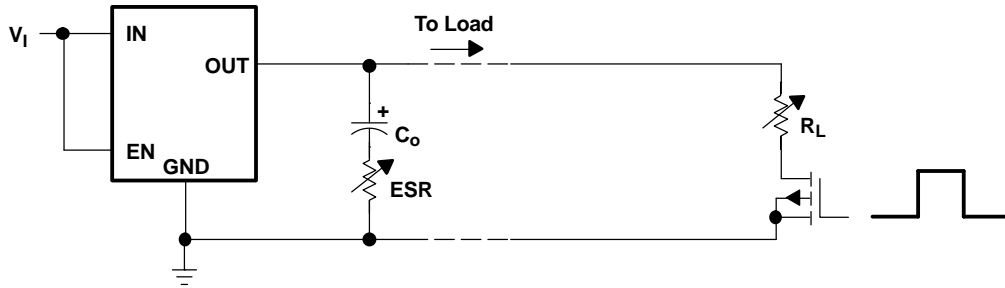 To Load
V_I
IN
OUT
+
C_o
R_L
EN
GND
ESR